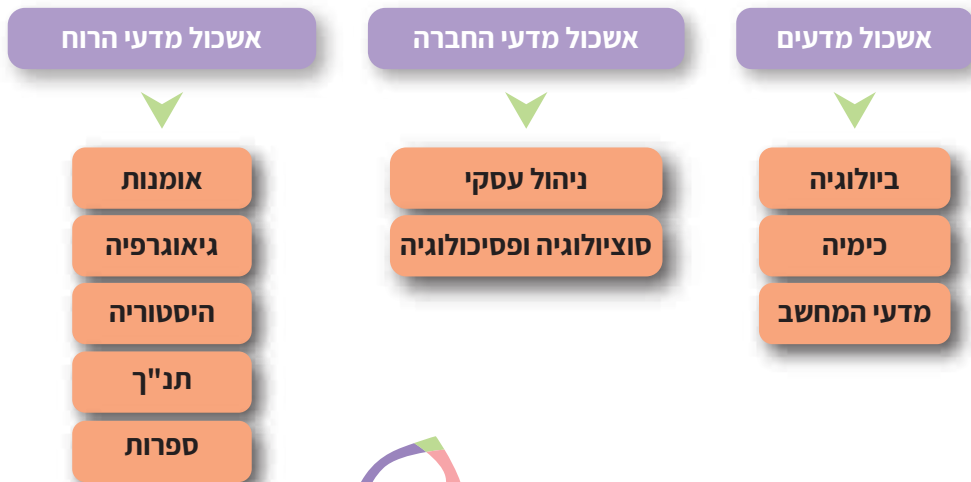 אשכול מדעים
ביולוגיה
כימיה
מדעי המחשב
אשכול מדעי החברה
ניהול עסקי
סוציולוגיה ופסיכולוגיה
אשכול מדעי הרוח
אומנות
גיאוגרפיה
היסטוריה
תנ"ך
ספרות